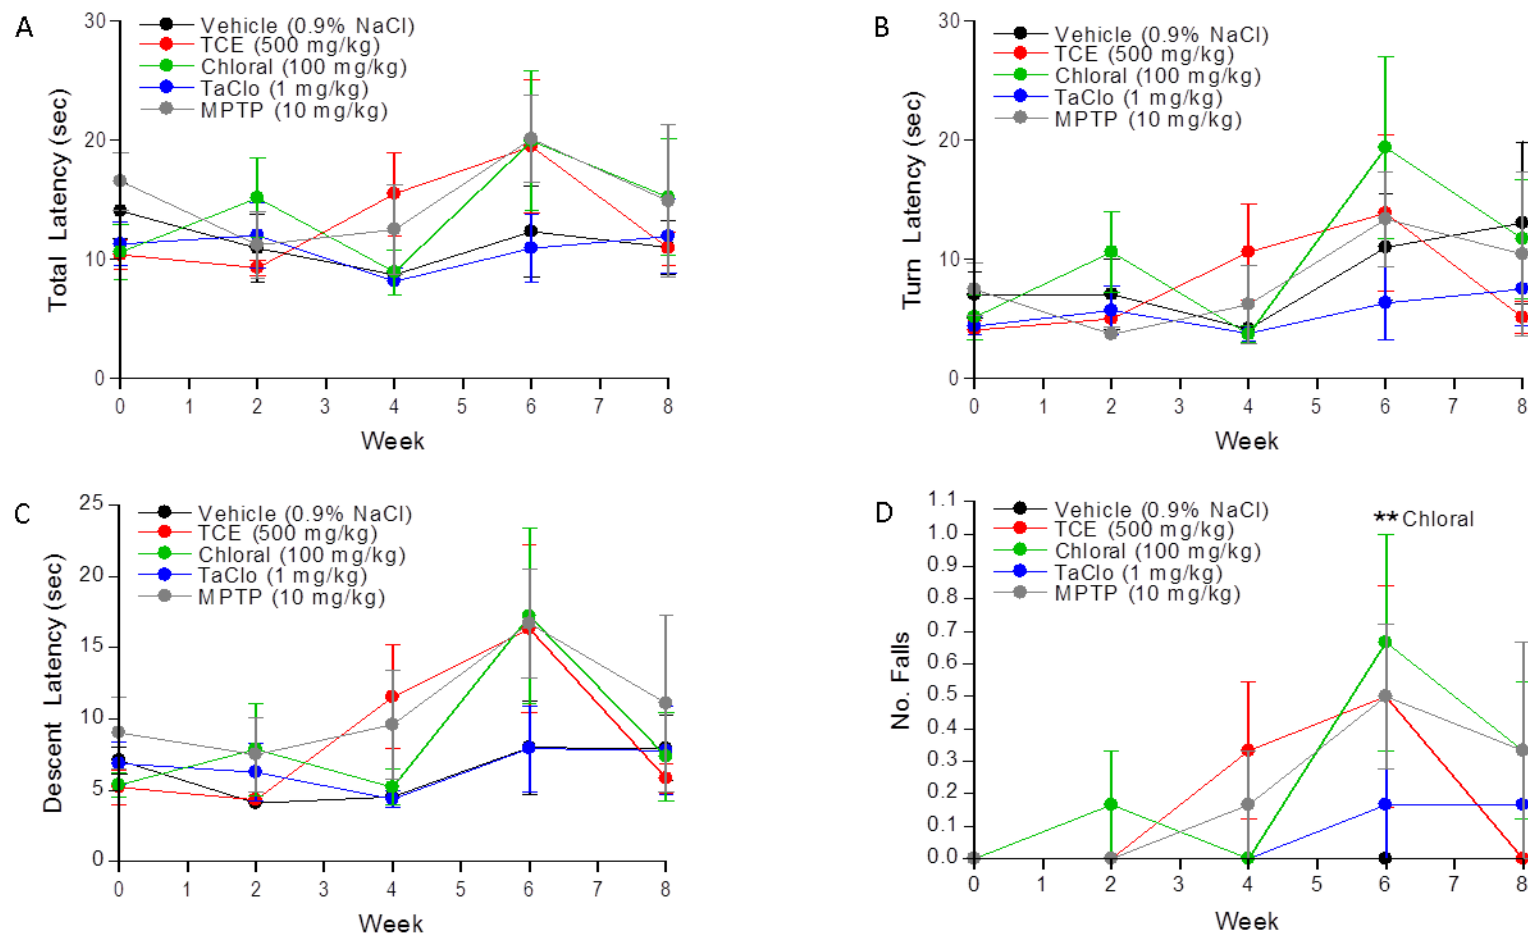 A
Total Latency (sec)
30
20
10
0
Vehicle (0.9% NaCl)
TCE (500 mg/kg)
Chloral (100 mg/kg)
TaClo (1 mg/kg)
MPTP (10 mg/kg)
0 1 2 3 4 5 6 7 8
Week
B
Turn Latency (sec)
30
20
10
0
Vehicle (0.9% NaCl)
TCE (500 mg/kg)
Chloral (100 mg/kg)
TaClo (1 mg/kg)
MPTP (10 mg/kg)
0 1 2 3 4 5 6 7 8
Week
C
Descent Latency (sec)
25
20
15
10
5
0
Vehicle (0.9% NaCl)
TCE (500 mg/kg)
Chloral (100 mg/kg)
TaClo (1 mg/kg)
MPTP (10 mg/kg)
0 1 2 3 4 5 6 7 8
Week
D
No. Falls
1.1
1.0
0.9
0.8
0.7
0.6
0.5
0.4
0.3
0.2
0.1
0.0
Vehicle (0.9% NaCl)
TCE (500 mg/kg)
Chloral (100 mg/kg)
TaClo (1 mg/kg)
MPTP (10 mg/kg)
**Chloral
0 1 2 3 4 5 6 7 8
Week